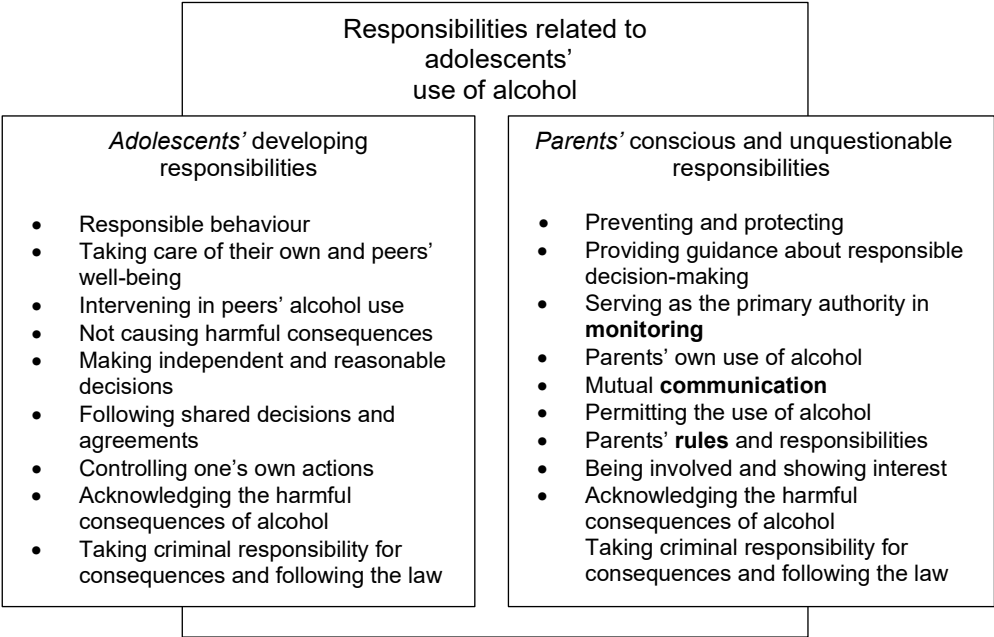 Responsibilities related to
adolescents’
use of alcohol
Adolescents’ developing
responsibilities
• Responsible behaviour
• Taking care of their own and peers’
well-being
• Intervening in peers’ alcohol use
• Not causing harmful consequences
• Making independent and reasonable
decisions
• Following shared decisions and
agreements
• Controlling one’s own actions
• Acknowledging the harmful
consequences of alcohol
• Taking criminal responsibility for
consequences and following the law
Parents’ conscious and unquestionable
responsibilities
• Preventing and protecting
• Providing guidance about responsible
decision-making
• Serving as the primary authority in
monitoring
• Parents’ own use of alcohol
• Mutual communication
• Permitting the use of alcohol
• Parents’ rules and responsibilities
• Being involved and showing interest
• Acknowledging the harmful
consequences of alcohol
Taking criminal responsibility for
consequences and following the law